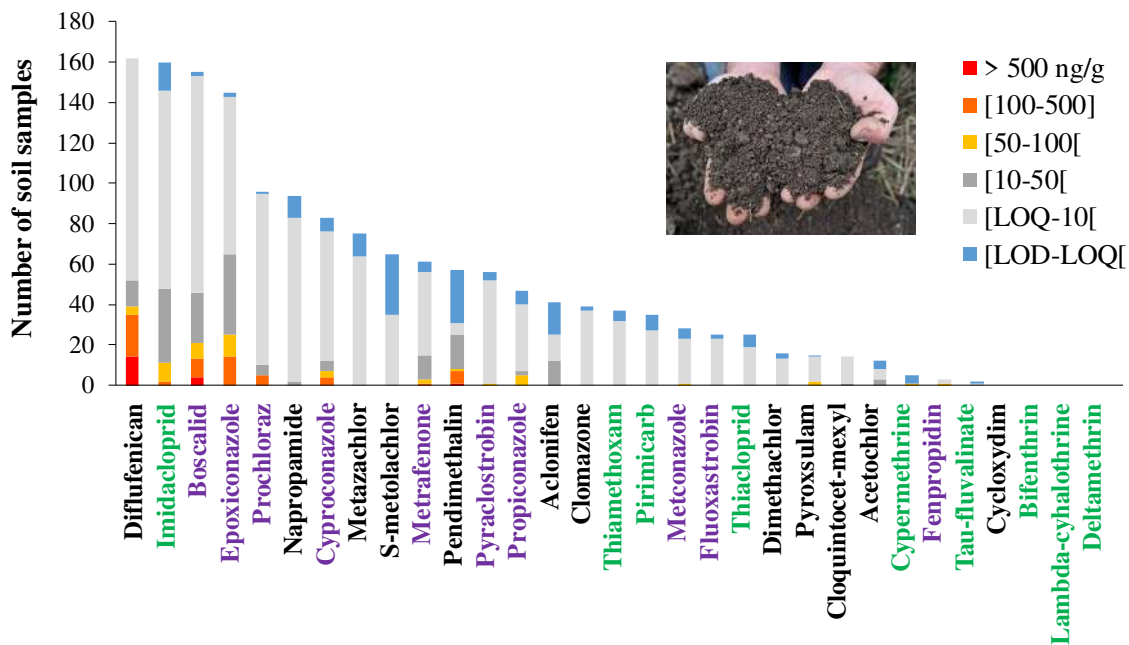 180
160
140
120
100
80
60
40
20
0
Number of soil samples
> 500 ng/g
[100-500]
[50-100[
[10-50[
[LOQ-10[
[LOD-LOQ[
Diflufenican
Imidacloprid
Boscalid
Epoxiconazole
Prochloraz
Napropamide
Cyproconazole
Metazachlor
S-metolachlor
Metrafenone
Pendimethalin
Pyraclostrobin
Propiconazole
Aclonifen
Clomazone
Thiamethoxam
Pirimicarb
Metconazole
Fluoxastrobin
Thiacloprid
Dimethachlor
Pyroxsulam
Cloquintocet-mexyl
Acetochlor
Cypermethrine
Fenpropidin
Tau-fluvalinate
Cycloxydim
Bifenthrin
Lambda-cyhalothrine
Deltamethrin